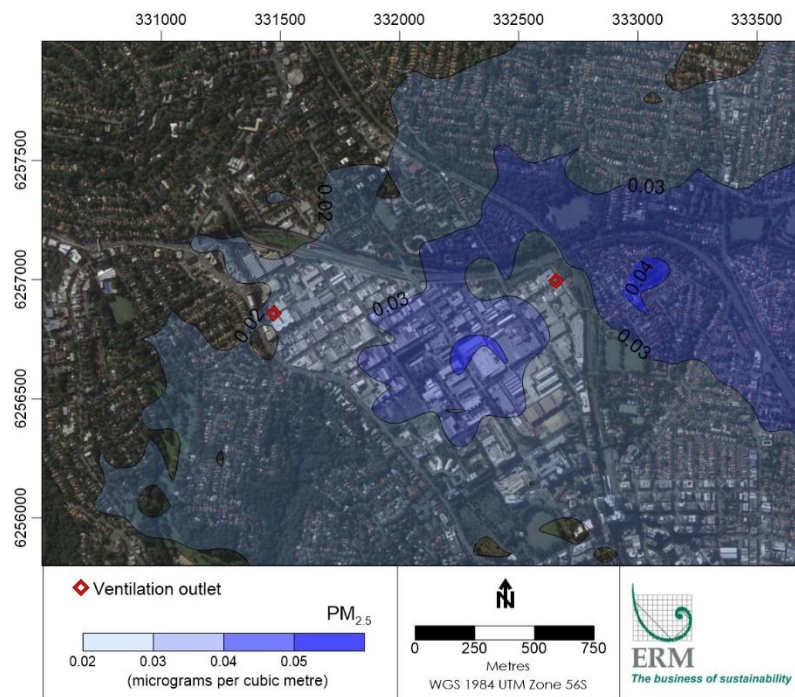 331000 331500 332000 332500 333000 333500
6257500
6257000
6256500
6256000
0.02
0.03
0.04
0.02
0.03
0.03
Ventilation outlet
PM2.5
0.02 0.03 0.04 0.05
(micrograms per cubic metre)
N
0 250 500 750
Metres
WGS 1984 UTM Zone 56S
ERM
The business of sustainability